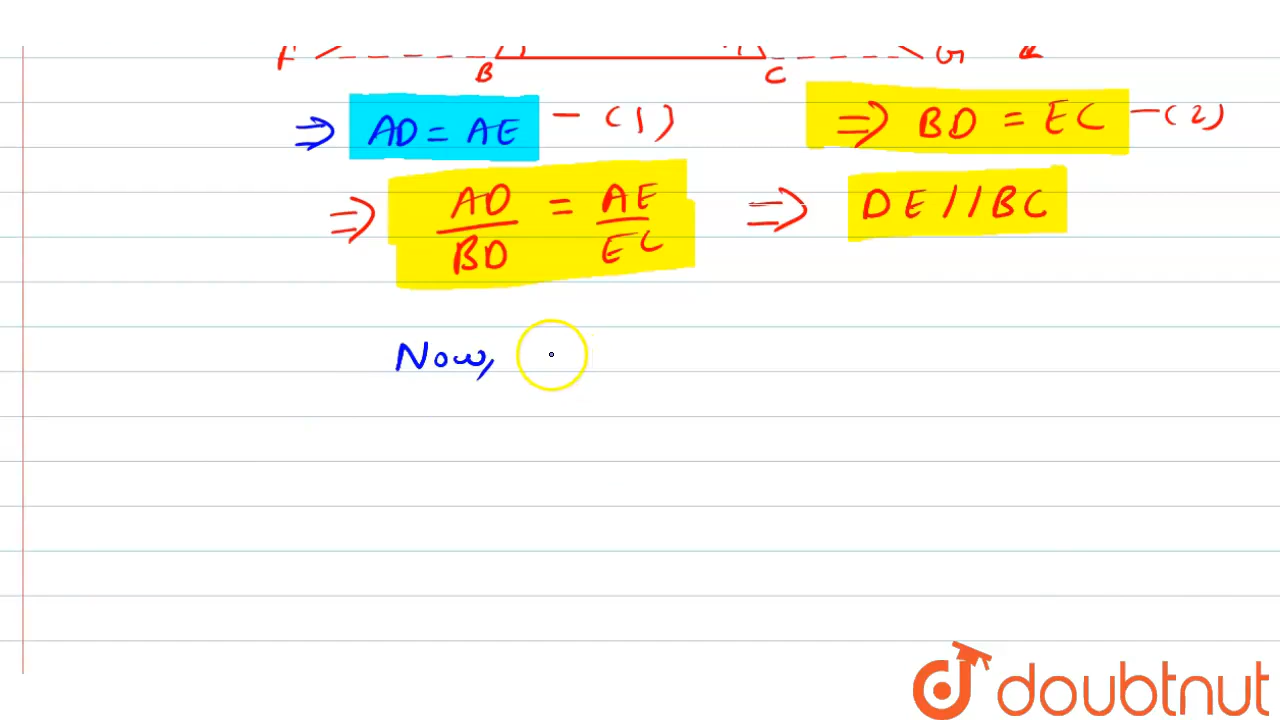 B C G
⇒ AD = AE - (1) ⇒ BD = EC - (2)
⇒ AD/BD = AE/EC ⇒ DE//BC
Now,
doubtnut